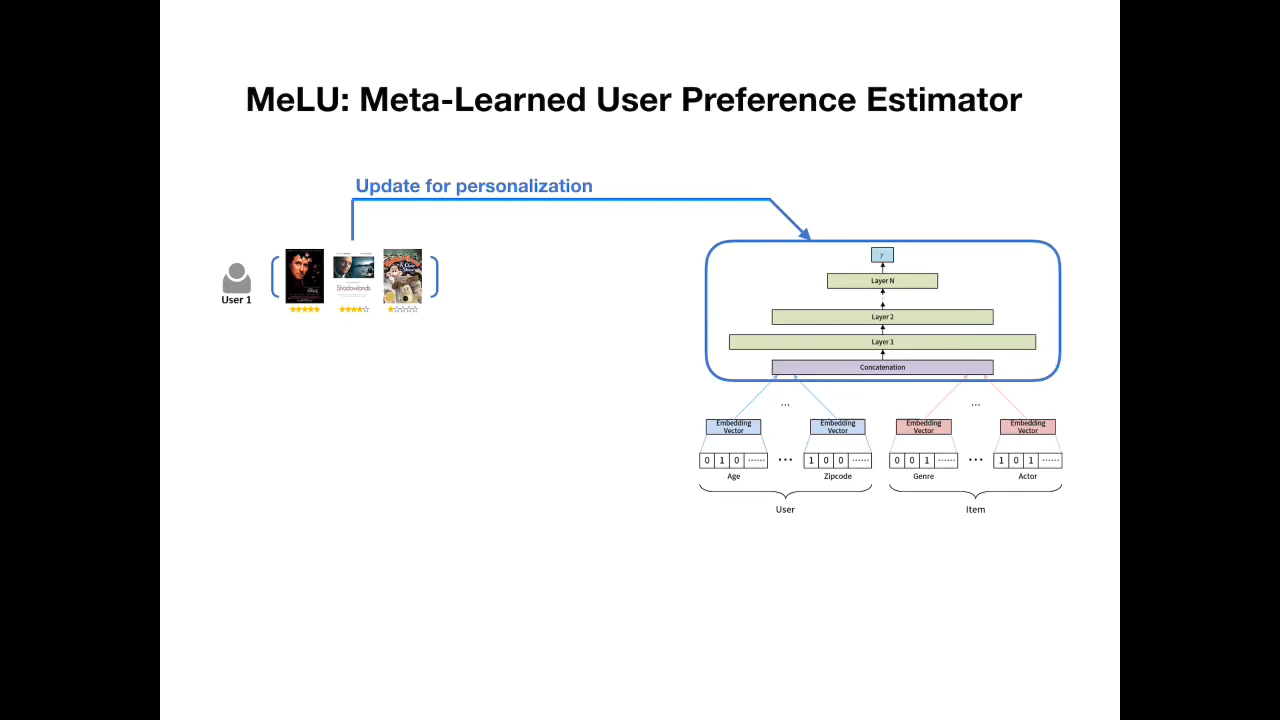 MeLU: Meta-Learned User Preference Estimator
Update for personalization
User 1
Shadowlands
y
Layer N
Layer 2
Layer 1
Concatenation
...
...
Embedding Vector
Embedding Vector
Embedding Vector
Embedding Vector
0 1 0 ......
...
1 0 0 ......
0 0 1 ......
...
1 0 1 ......
Age
Zipcode
Genre
Actor
User
Item